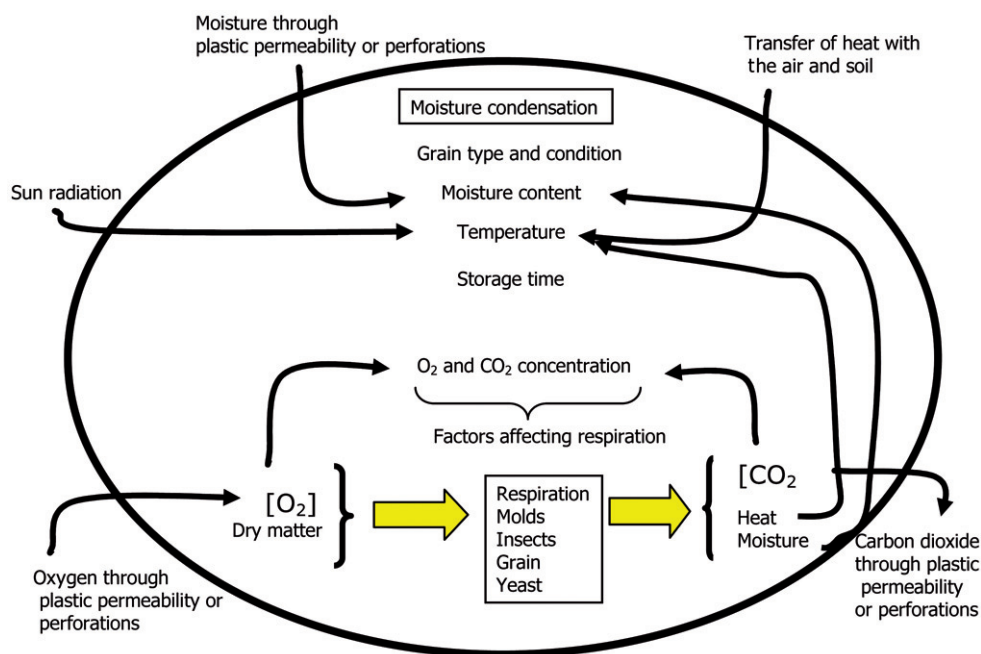 Moisture through
plastic permeability or perforations
Transfer of heat with
the air and soil
Moisture condensation
Grain type and condition
Sun radiation
Moisture content
Temperature
Storage time
O₂ and CO₂ concentration
Factors affecting respiration
[O₂]
Dry matter
Respiration
Molds
Insects
Grain
Yeast
[CO₂
Heat
Moisture
Oxygen through
plastic permeability or
perforations
Carbon dioxide
through plastic
permeability
or perforations